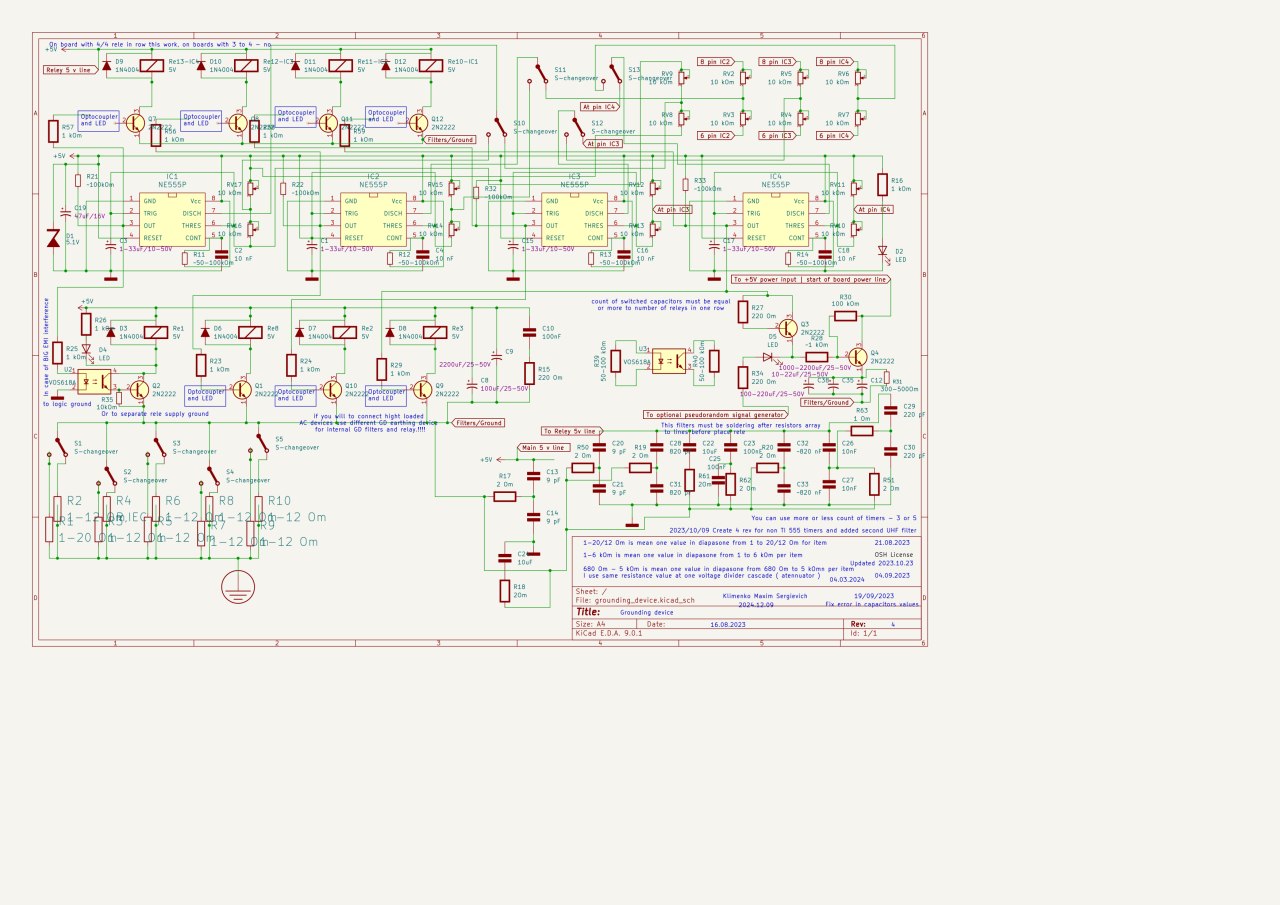 On board with 4/4 rele in row this work, on boards with 3 to 4 - no
+5V
Relay 5 v line
D9
1N4004
Re13-IC4
5V
D10
1N4004
Re12-IC3
5V
D11
1N4004
Re11-IC2
5V
D12
1N4004
Re10-IC1
5V
S11
S-changeover
S13
S-changeover
8 pin IC2
8 pin IC3
8 pin IC4
RV9
10 kOm
RV2
10 kOm
RV5
10 kOm
RV6
10 kOm
At pin IC4
RV8
10 kOm
RV3
10 kOm
RV4
10 kOm
RV7
10 kOm
6 pin IC2
6 pin IC3
6 pin IC4
R57
1 kOm
Optocoupler
and LED
Q7
R56
1 kOm
Optocoupler
and LED
Q8
1 kOm
Optocoupler
and LED
Q11
R59
1 kOm
Optocoupler
and LED
Q12
2N2222
Filters/Ground
S10
S-changeover
S12
S-changeover
At pin IC3
+5V
R21
~100kOm
C19
47uF/16V
D1
5.1V
IC1
NE555P
GND
TRIG
OUT
RESET
Vcc
DISCH
THRES
CONT
C3
1-33uF/10-50V
R11
~50-100kOm
RV17
10 kOm
RV16
10 kOm
C2
10 nF
R22
~100kOm
IC2
NE555P
GND
TRIG
OUT
RESET
Vcc
DISCH
THRES
CONT
C1
1-33uF/10-50V
R12
~50-100kOm
RV15
10 kOm
RV14
10 kOm
C4
10 nF
R32
~100kOm
IC3
NE555P
GND
TRIG
OUT
RESET
Vcc
DISCH
THRES
CONT
C15
1-33uF/10-50V
R13
~50-100kOm
RV12
10 kOm
At pin IC3
RV13
10 kOm
C16
10 nF
R33
~100kOm
IC4
NE555P
GND
TRIG
OUT
RESET
Vcc
DISCH
THRES
CONT
C17
1-33uF/10-50V
R14
~50-100kOm
RV11
10 kOm
At pin IC4
RV10
10 kOm
C18
10 nF
R16
1 kOm
D2
LED
To +5V power input | start of board power line
In case of BIG EMI interference
+5V
R26
1 kOm
D3
1N4004
Re1
5V
D6
1N4004
Re8
5V
D7
1N4004
Re2
5V
D8
1N4004
Re3
5V
R25
1 kOm
D4
LED
U2
VOS618A
to logic ground
R35
10kOm
Q2
2N2222
R23
1 kOm
Optocoupler
and LED
Q1
2N2222
R24
1 kOm
Optocoupler
and LED
Q10
2N2222
R29
1 kOm
Optocoupler
and LED
Q9
2N2222
Or to separate rele supply ground
if you will to connect hight loaded
AC devices use different GD earthing device
for internal GD filters and relay.!!!!
Filters/Ground
C9
2200uF/25-50V
C8
100uF/25-50V
C10
100nF
R15
220 Om
count of switched capacitors must be equal
or more to number of releys in one row
R39
50-100 kOm
U3
VOS618A
R40
50-100 kOm
R27
220 Om
D5
LED
R34
220 Om
Q3
2N2222
R28
~1 kOm
R30
100 kOm
Q4
2N2222
1000-2200uF/25-50V
10-22uF/25-50V
C35
C12
100-220uF/25-50V
R31
300-500Om
Filters/Ground
R63
1 Om
C29
220 pF
C30
220 pF
To optional pseudorandom signal generator
This filters must be soldering after resistors array
to lines before place rele
To Relay 5v line
Main 5 v line
+5V
R17
2 Om
C13
9 pF
C14
9 pF
C24
10uF
R18
20 Om
R50
2 Om
C20
9 pF
C21
9 pF
R19
2 Om
C28
820 pF
C31
820 pF
C22
10uF
R61
20m
C25
100nF
C23
100nF
R62
2 Om
R20
2 Om
C32
~820 nF
C33
~820 nF
C26
10nF
C27
10nF
R51
2 Om
S1
S-changeover
S2
S-changeover
S3
S-changeover
S4
S-changeover
S5
S-changeover
R2
R4
R6
R8
R10
1-12 Om
R7
R9
1-20 Om
1-12 Om
1-12 Om
You can use more or less count of timers - 3 or 5
2023/10/09 Create 4 rev for non TI 555 timers and added second UHF filter
1-20/12 Om is mean one value in diapasone from 1 to 20/12 Om for item
21.08.2023
1-6 kOm is mean one value in diapasone from 1 to 6 kOm per item
OSH License
Updated 2023.10.23
680 Om - 5 kOm is mean one value in diapasone from 680 Om to 5 kOmn per item
I use same resistance value at one voltage divider cascade ( atenuator )
04.03.2024
04.09.2023
Sheet: /
File: grounding_device.kicad_sch
Klimenko Maxim Sergievich
2024.12.09
19/09/2023
Fix error in capacitors values
Title:
Grounding device
Size: A4
Date:
16.08.2023
Rev:
4
KiCad E.D.A. 9.0.1
Id: 1/1